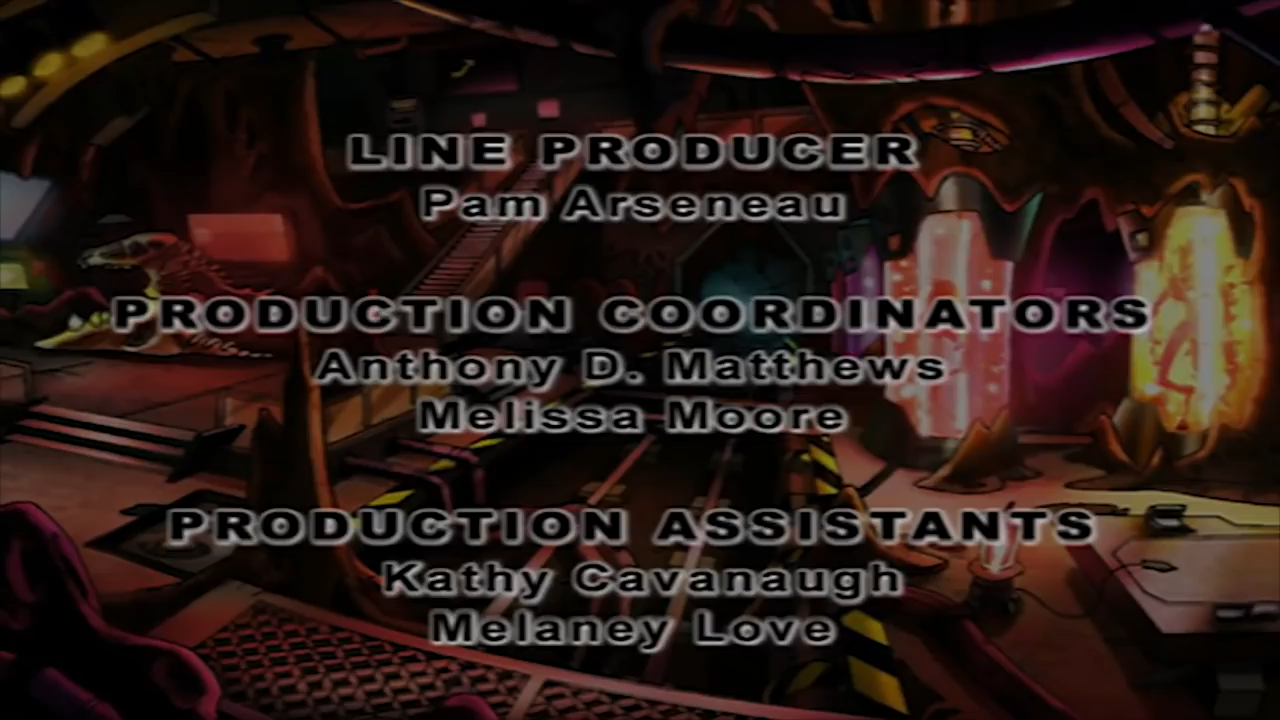 LINE PRODUCER
Pam Arseneau
PRODUCTION COORDINATORS
Anthony D. Matthews
Melissa Moore
PRODUCTION ASSISTANTS
Kathy Cavanaugh
Melaney Love